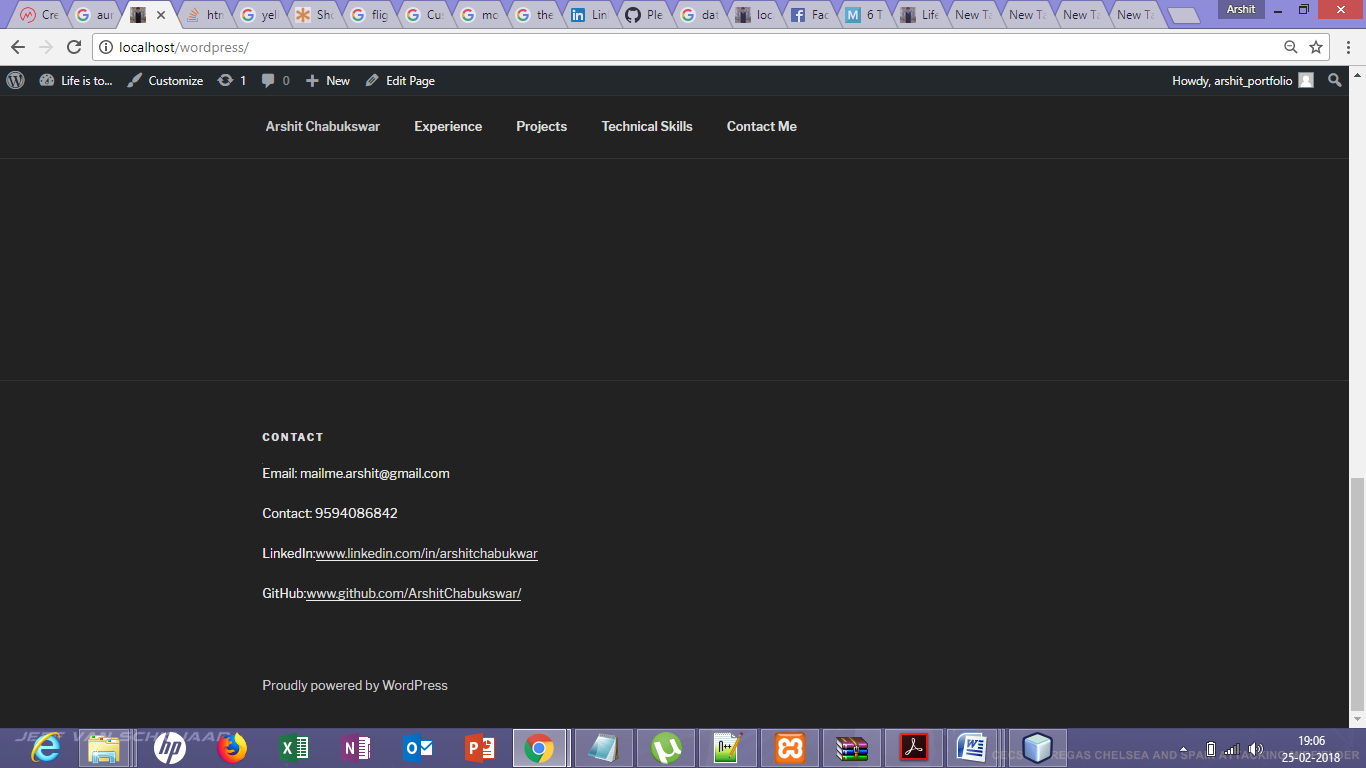 Cre
htr
yel
Sho
flig
Cus
mc
the
Lin
Ple
dat
loc
Fac
6 T
Life
New Ta
New Ta
New Ta
New Ta
Arshit
localhost/wordpress/
Life is to... Customize 1 0 New Edit Page Howdy, arshit_portfolio
Arshit Chabukswar Experience Projects Technical Skills Contact Me
CONTACT
Email: mailme.arshit@gmail.com
Contact: 9594086842
LinkedIn:www.linkedin.com/in/arshitchabukwar
GitHub:www.github.com/ArshitChabukswar/
Proudly powered by WordPress
19:06
25-02-2018